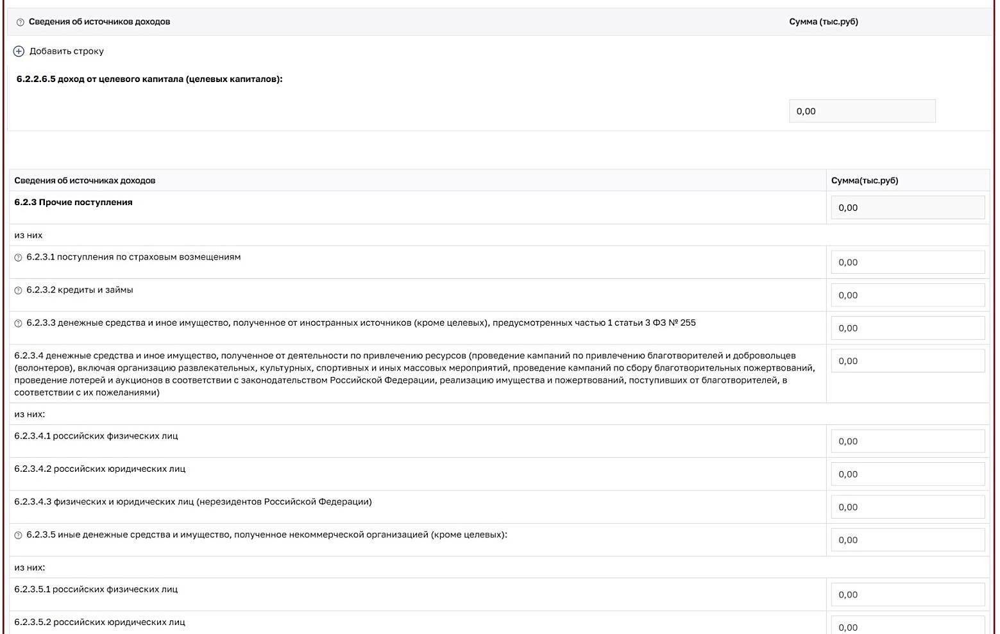 Сведения об источников доходов Сумма (тыс.руб)
Добавить строку
6.2.2.6.5 доход от целевого капитала (целевых капиталов):
0,00
Сведения об источниках доходов Сумма(тыс.руб)
6.2.3 Прочие поступления 0,00
из них
6.2.3.1 поступления по страховым возмещениям 0,00
6.2.3.2 кредиты и займы 0,00
6.2.3.3 денежные средства и иное имущество, полученное от иностранных источников (кроме целевых), предусмотренных частью 1 статьи 3 ФЗ № 255 0,00
6.2.3.4 денежные средства и иное имущество, полученное от деятельности по привлечению ресурсов (проведение кампаний по привлечению благотворителей и добровольцев 0,00
(волонтеров), включая организацию развлекательных, культурных, спортивных и иных массовых мероприятий, проведение кампаний по сбору благотворительных пожертвований,
проведение лотерей и аукционов в соответствии с законодательством Российской Федерации, реализацию имущества и пожертвований, поступивших от благотворителей, в
соответствии с их пожеланиями)
из них:
6.2.3.4.1 российских физических лиц 0,00
6.2.3.4.2 российских юридических лиц 0,00
6.2.3.4.3 физических и юридических лиц (нерезидентов Российской Федерации) 0,00
6.2.3.5 иные денежные средства и имущество, полученное некоммерческой организацией (кроме целевых): 0,00
из них:
6.2.3.5.1 российских физических лиц 0,00
6.2.3.5.2 российских юридических лиц 0,00